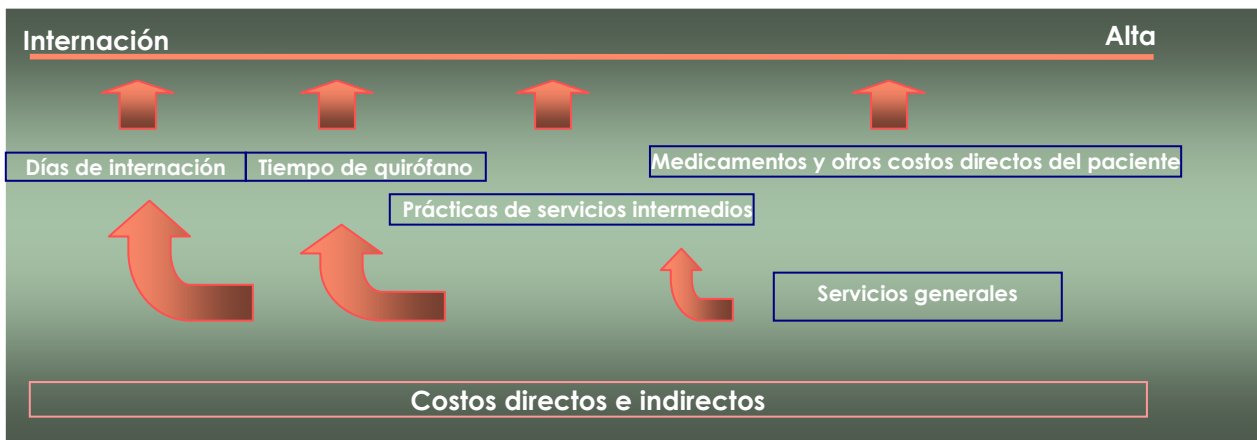 Internación
Alta
Días de internación
Tiempo de quirófano
Medicamentos y otros costos directos del paciente
Prácticas de servicios intermedios
Servicios generales
Costos directos e indirectos